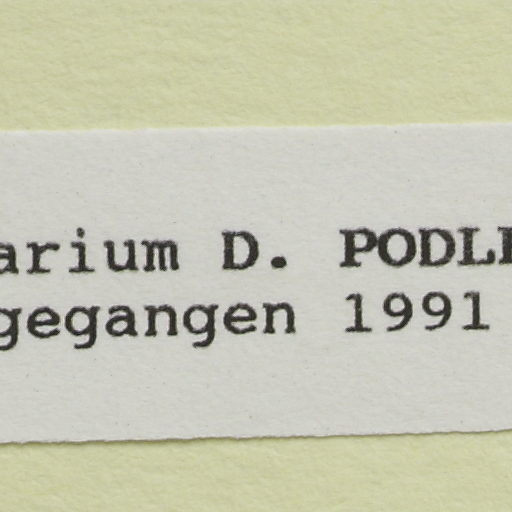 arium D. PODL
gegangen 1991